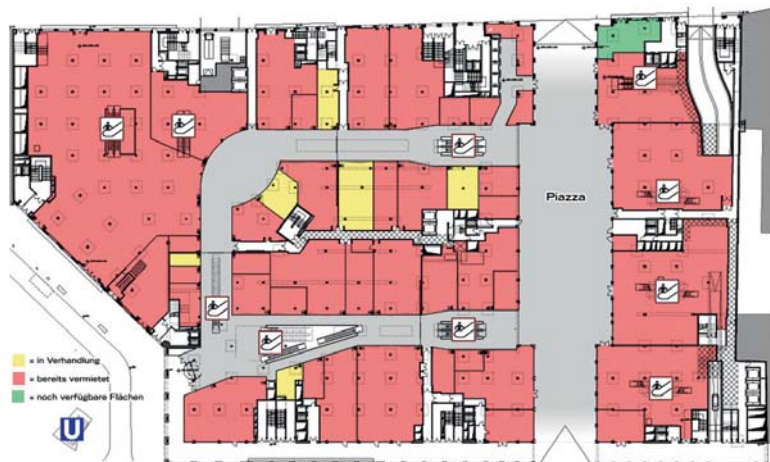 Piazza
= in Verhandlung
= bereits vermietet
= noch verfügbare Flächen
U